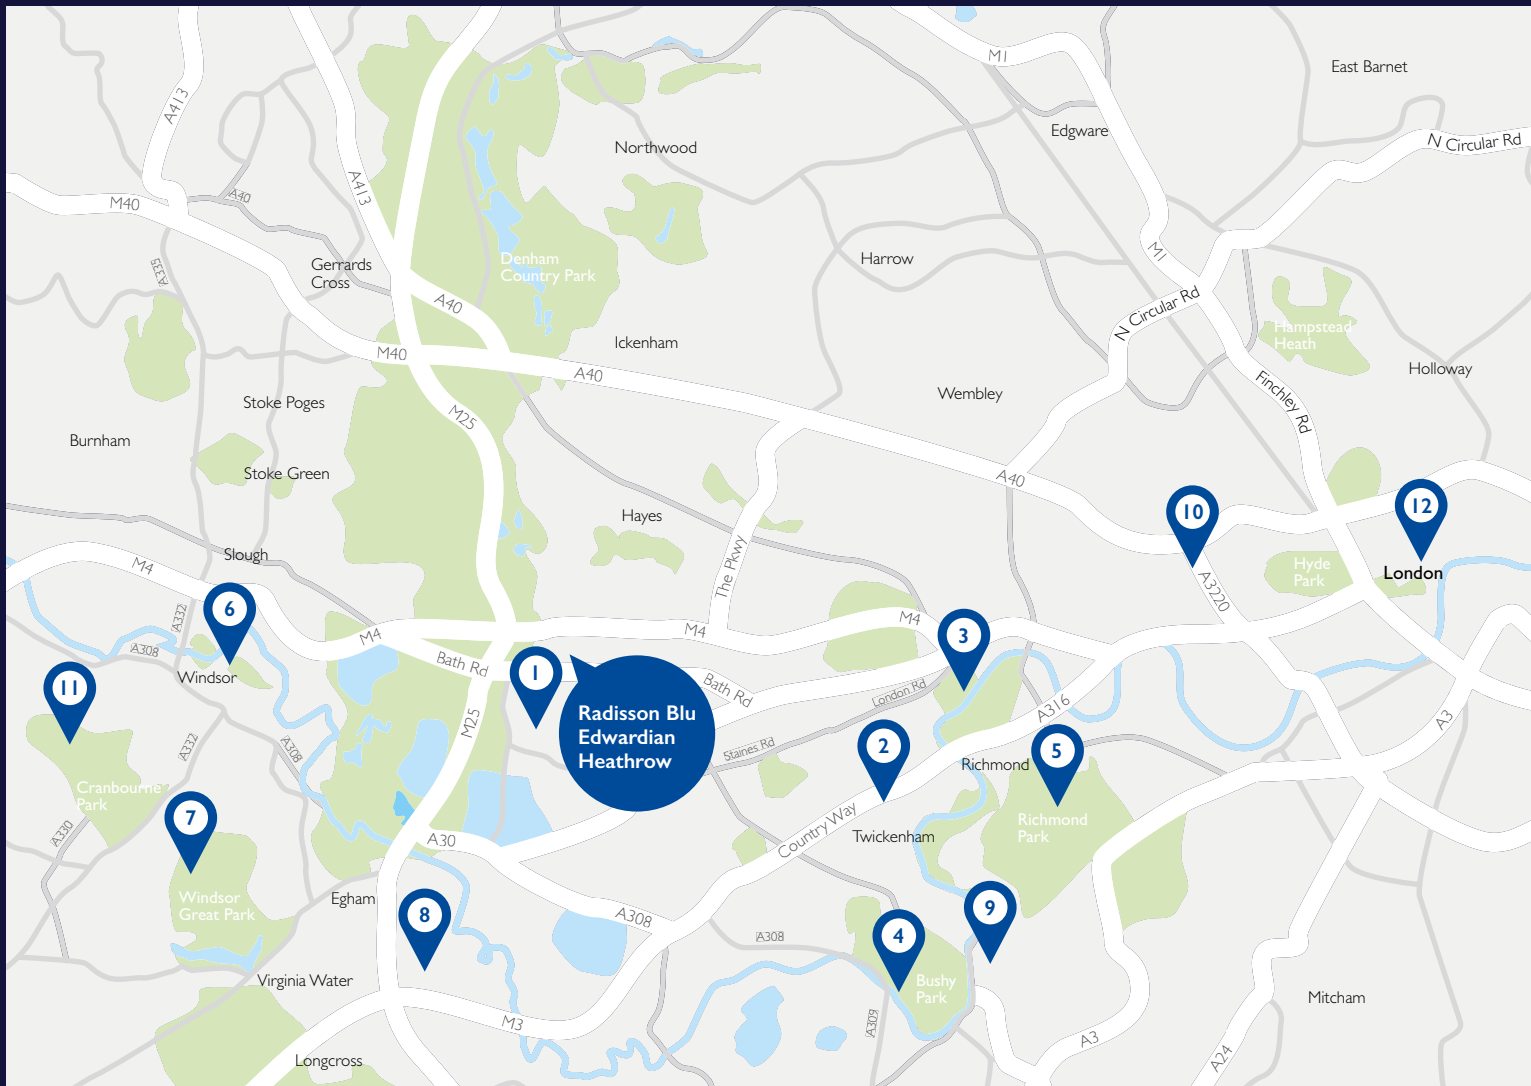 M1
East Barnet
A413
Edgware
N Circular Rd
Northwood
A413
A40
M40
M1
Gerrards
Cross
A335
Denham
Country Park
Harrow
A40
N Circular Rd
Hampstead
Heath
Ickenham
M40
A40
Holloway
Wembley
Finchley Rd
Stoke Poges
M25
Burnham
Stoke Green
A40
Hayes
10
12
Slough
M4
The Pkwy
Hyde
Park
London
A3220
6
A332
M4
M4
M4
3
A308
Windsor
Bath Rd
1
Bath Rd
London Rd
11
A316
Radisson Blu
Edwardian
Heathrow
M25
A3
A332
A308
Staines Rd
2
Richmond
5
Cranbourne
Park
7
A330
A30
Country Way
Twickenham
Richmond
Park
Windsor
Great Park
Egham
8
A308
9
A308
4
Virginia Water
Bushy
Park
Mitcham
M3
A309
A3
A24
Longcross